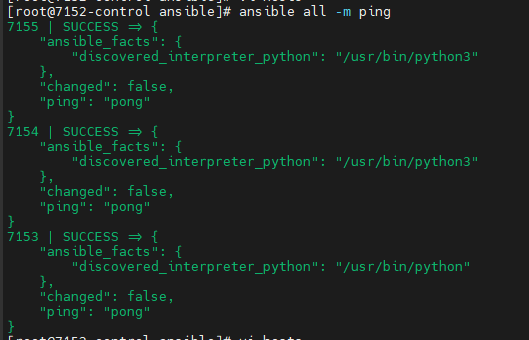 [root@7152-control ansible]# ansible all -m ping
7155 | SUCCESS => {
    "ansible_facts": {
        "discovered_interpreter_python": "/usr/bin/python3"
    },
    "changed": false,
    "ping": "pong"
}
7154 | SUCCESS => {
    "ansible_facts": {
        "discovered_interpreter_python": "/usr/bin/python3"
    },
    "changed": false,
    "ping": "pong"
}
7153 | SUCCESS => {
    "ansible_facts": {
        "discovered_interpreter_python": "/usr/bin/python"
    },
    "changed": false,
    "ping": "pong"
}
[root@7152-control ansible]# vi hosts